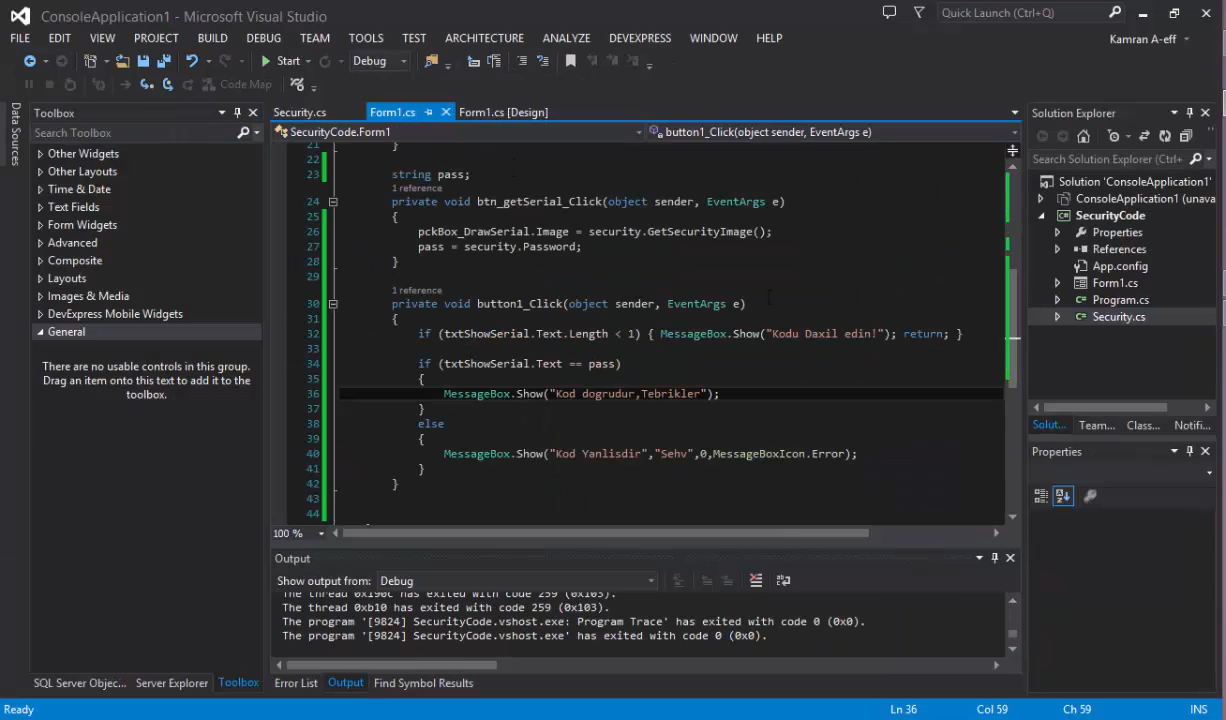 ConsoleApplication1 - Microsoft Visual Studio
Quick Launch (Ctrl+Q)
FILE EDIT VIEW PROJECT BUILD DEBUG TEAM TOOLS TEST ARCHITECTURE ANALYZE DEVEXPRESS WINDOW HELP
Kamran A-eff
Start Debug
Code Map
Data Sources
Toolbox
Search Toolbox
Other Widgets
Other Layouts
Time & Date
Text Fields
Form Widgets
Composite
Layouts
Images & Media
DevExpress Mobile Widgets
General
There are no usable controls in this group.
Drag an item onto this text to add it to the
toolbox.
SQL Server Objec... Server Explorer Toolbox
Security.cs Form1.cs Form1.cs [Design]
SecurityCode.Form1 button1_Click(object sender, EventArgs e)
21 }
22
23 string pass;
1 reference
24 private void btn_getSerial_Click(object sender, EventArgs e)
25 {
26 pckBox_DrawSerial.Image = security.GetSecurityImage();
27 pass = security.Password;
28 }
29
1 reference
30 private void button1_Click(object sender, EventArgs e)
31 {
32 if (txtShowSerial.Text.Length < 1) { MessageBox.Show("Kodu Daxil edin!"); return; }
33
34 if (txtShowSerial.Text == pass)
35 {
36 MessageBox.Show("Kod dogrudur,Tebrikler");
37 }
38 else
39 {
40 MessageBox.Show("Kod Yanlisdir","Sehv",0,MessageBoxIcon.Error);
41 }
42 }
43
44
100 %
Output
Show output from: Debug
The thread 0x190c has exited with code 259 (0x103).
The thread 0xb10 has exited with code 259 (0x103).
The program '[9824] SecurityCode.vshost.exe: Program Trace' has exited with code 0 (0x0).
The program '[9824] SecurityCode.vshost.exe' has exited with code 0 (0x0).
Error List Output Find Symbol Results
Solution Explorer
Search Solution Explorer (Ctrl+
Solution 'ConsoleApplication1'
ConsoleApplication1 (unava
SecurityCode
Properties
References
App.config
Form1.cs
Program.cs
Security.cs
Solut... Team... Class... Notifi...
Properties
Ready Ln 36 Col 59 Ch 59 INS